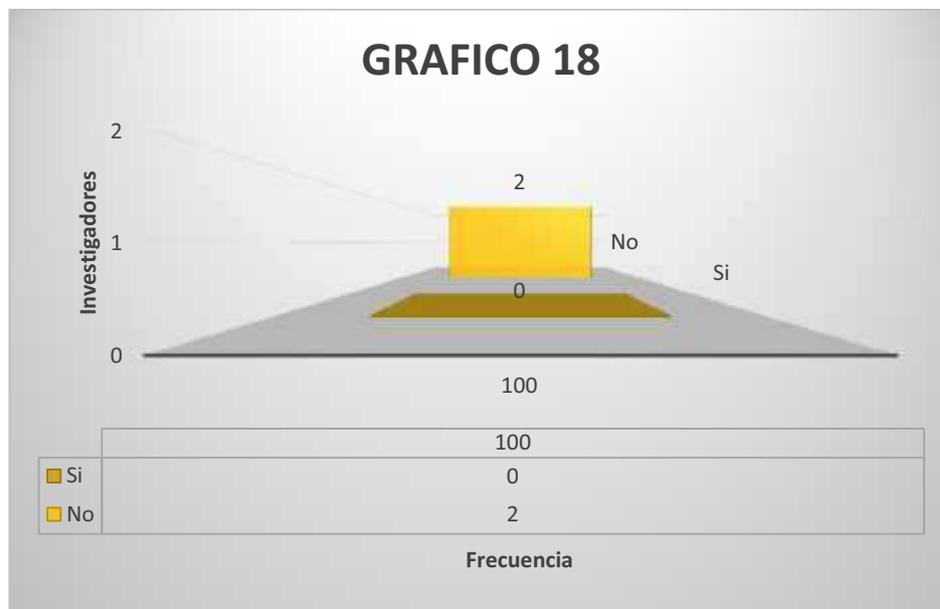 GRAFICO 18
2
2
Investigadores
1
No
Si
0
0
100
100
Si 0
No 2
Frecuencia